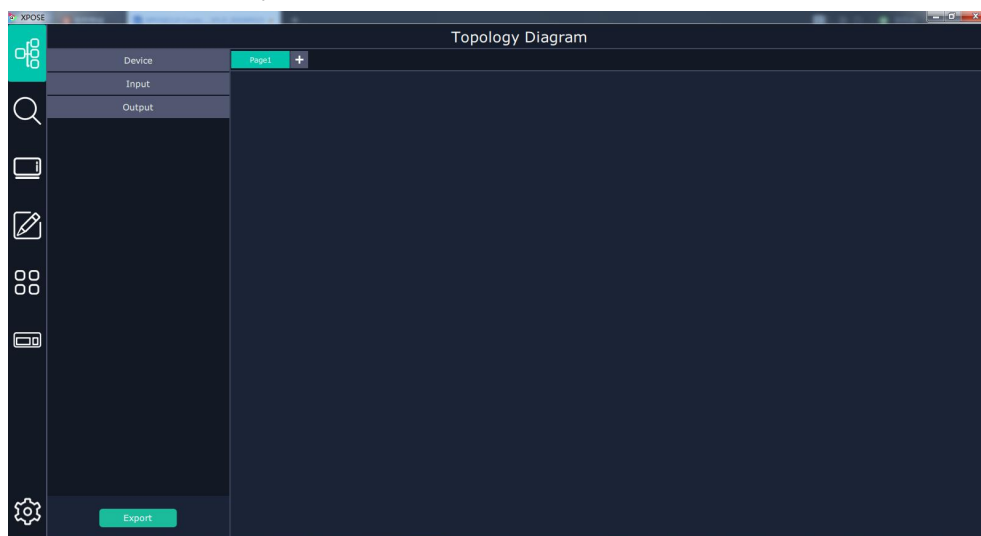 XPOSE
Topology Diagram
Device
Page1 +
Input
Output
Export